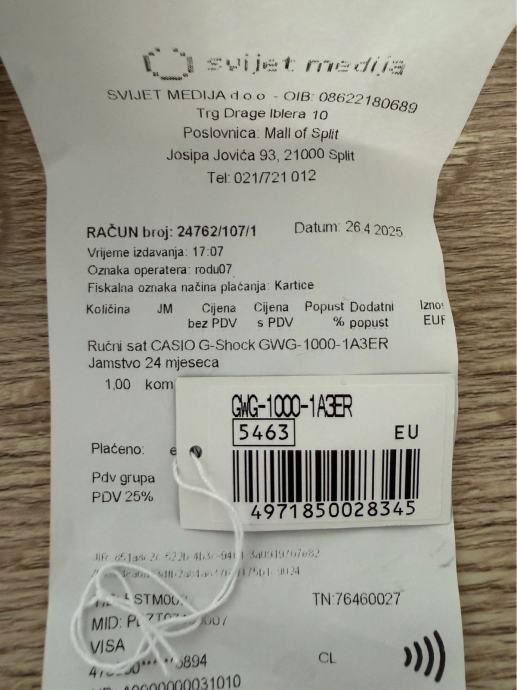 svijet medija
SVIJET MEDIJA d o o - OIB: 08622180689
Trg Drage Iblera 10
Poslovnica: Mall of Split
Josipa Jovića 93, 21000 Split
Tel: 021/721 012
RAČUN broj: 24762/107/1 Datum: 26.4.2025
Vrijeme izdavanja: 17:07
Oznaka operatera: rodu07
Fiskalna oznaka načina plaćanja: Kartice
Količina JM Cijena Cijena Popust Dodatni
bez PDV s PDV % popust EUR
Ručni sat CASIO G-Shock GWG-1000-1A3ER
Jamstvo 24 mjeseca
1,00 kom
GWG-1000-1A3ER
5463 EU
4971850028345
Plaćeno:
Pdv grupa
PDV 25%
TN:76460027
MID:
VISA
CL